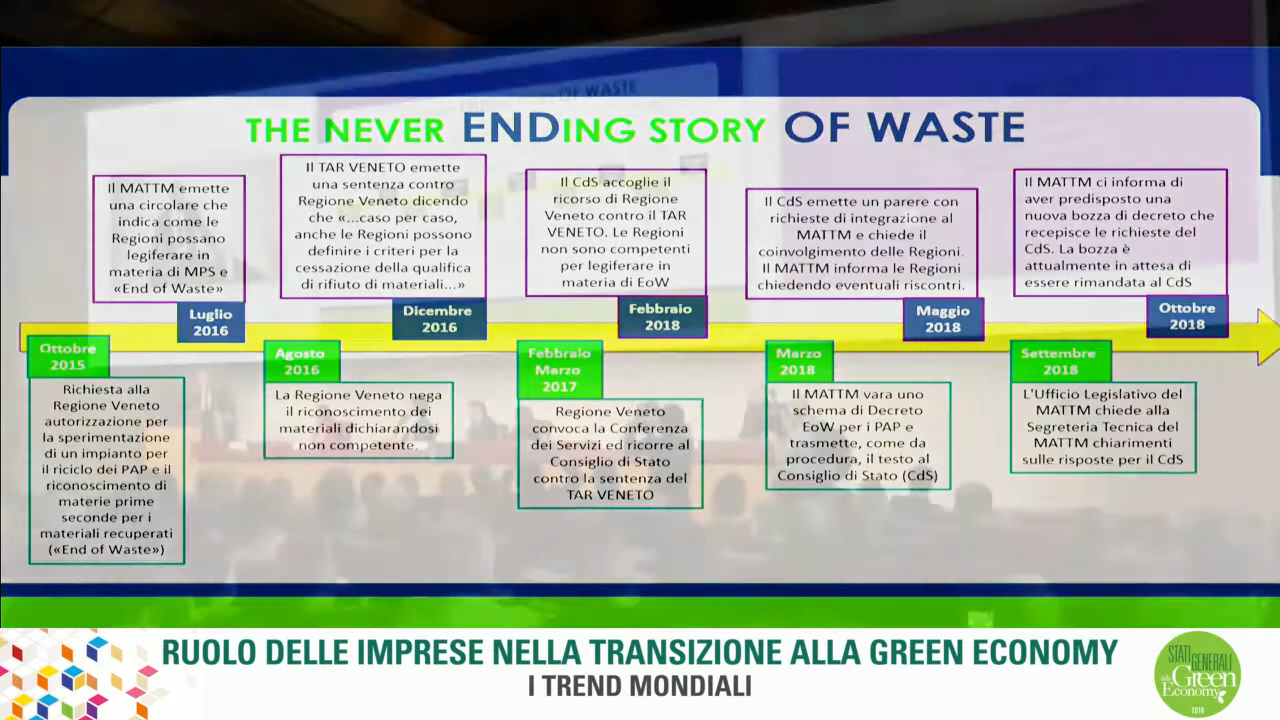 THE NEVER ENDING STORY OF WASTE
Il MATTM emette
una circolare che
indica come le
Regioni possano
legiferare in
materia di MPS e
«End of Waste»
Luglio
2016
Il TAR VENETO emette
una sentenza contro
Regione Veneto dicendo
che «...caso per caso,
anche le Regioni possono
definire i criteri per la
cessazione della qualifica
di rifiuto di materiali...»
Dicembre
2016
Il CdS accoglie il
ricorso di Regione
Veneto contro il TAR
VENETO. Le Regioni
non sono competenti
per legiferare in
materia di EoW
Febbraio
2018
Il CdS emette un parere con
richieste di integrazione al
MATTM e chiede il
coinvolgimento delle Regioni.
Il MATTM informa le Regioni
chiedendo eventuali riscontri.
Maggio
2018
Il MATTM ci informa di
aver predisposto una
nuova bozza di decreto che
recepisce le richieste del
CdS. La bozza è
attualmente in attesa di
essere rimandata al CdS
Ottobre
2018
Ottobre
2015
Richiesta alla
Regione Veneto
autorizzazione per
la sperimentazione
di un impianto per
il riciclo dei PAP e il
riconoscimento di
materie prime
seconde per i
materiali recuperati
(«End of Waste»)
Agosto
2016
La Regione Veneto nega
il riconoscimento dei
materiali dichiarandosi
non competente.
Febbraio
Marzo
2017
Regione Veneto
convoca la Conferenza
dei Servizi ed ricorre al
Consiglio di Stato
contro la sentenza del
TAR VENETO
Marzo
2018
Il MATTM vara uno
schema di Decreto
EoW per i PAP e
trasmette, come da
procedura, il testo al
Consiglio di Stato (CdS)
Settembre
2018
L'Ufficio Legislativo del
MATTM chiede alla
Segreteria Tecnica del
MATTM chiarimenti
sulle risposte per il CdS
RUOLO DELLE IMPRESE NELLA TRANSIZIONE ALLA GREEN ECONOMY
I TREND MONDIALI
STATI
GENERALI
della Green
Economy
2018